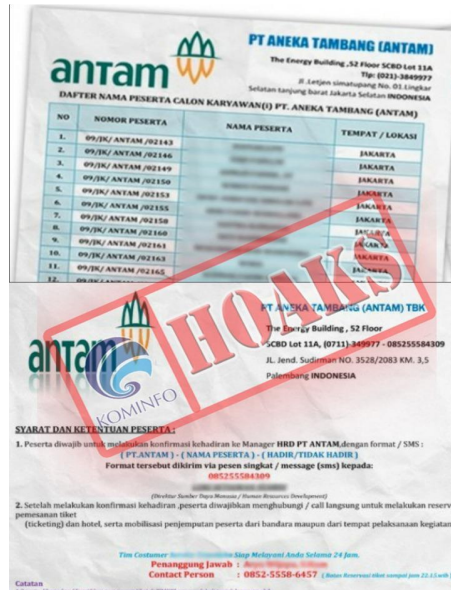 antam
PT ANEKA TAMBANG (ANTAM)
The Energy Building ,52 Floor SCBD Lot 11A
Tlp: (021)-3849977
Jl .Letjen simatupang No. 01.Lingkar
Selatan tanjung barat Jakarta Selatan INDONESIA
DAFTER NAMA PESERTA CALON KARYAWAN(i) PT. ANEKA TAMBANG (ANTAM)
NO NOMOR PESERTA NAMA PESERTA TEMPAT / LOKASI
1. 09/JK/ ANTAM /02143 JAKARTA
2. 09/JK/ ANTAM /02146 JAKARTA
3. 09/JK/ ANTAM /02149 JAKARTA
4. 09/JK/ ANTAM /02150 JAKARTA
5. 09/JK/ ANTAM /02153 JAKARTA
6. 09/JK/ ANTAM /02155 JAKARTA
7. 09/JK/ ANTAM /02158 JAKARTA
8. 09/JK/ ANTAM /02160 JAKARTA
9. 09/JK/ ANTAM /02161 JAKARTA
10. 09/JK/ ANTAM /02163 JAKARTA
11. 09/JK/ ANTAM /02165 JAKARTA
12.
HOAKS
KOMINFO
antam
PT ANEKA TAMBANG (ANTAM) TBK
The Energy Building , 52 Floor
SCBD Lot 11A, (0711)-349977 - 085255584309
JL. Jend. Sudirman NO. 3528/2083 KM. 3,5
Palembang INDONESIA
SYARAT DAN KETENTUAN PESERTA :
1. Peserta diwajib untuk melakukan konfirmasi kehadiran ke Manager HRD PT ANTAM,dengan format / SMS :
( PT.ANTAM ) - ( NAMA PESERTA ) - ( HADIR/TIDAK HADIR )
Format tersebut dikirim via pesen singkat / message (sms) kepada:
085255584309
(Direktur Sumber Daya Manusia / Human Resources Development)
2. Setelah melakukan konfirmasi kehadiran ,peserta diwajibkan menghubungi / call langsung untuk melakukan reserv
pemesanan tiket
(ticketing) dan hotel, serta mobilisasi penjemputan peserta dari bandara maupun dari tempat pelaksanaan kegiatan
Tim Costumer Siap Melayani Anda Selama 24 Jam.
Penanggung Jawab :
Contact Person : 0852-5558-6457 ( Batas Reservasi tiket sampai jam
Catatan